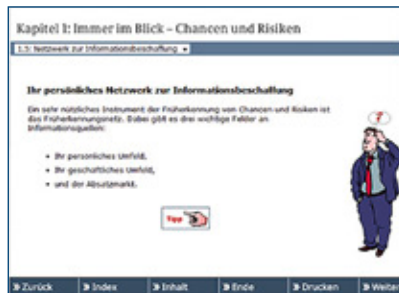 Kapitel 1: Immer im Blick – Chancen und Risiken
1.5: Netzwerk zur Informationsbeschaffung
Ihr persönliches Netzwerk zur Informationsbeschaffung
Ein sehr nützliches Instrument der Früherkennung von Chancen und Risiken ist
das Früherkennungsnetz. Dabei gibt es drei wichtige Felder an
Informationsquellen:
• Ihr persönliches Umfeld,
• Ihr geschäftliches Umfeld,
• und der Absatzmarkt.
?
Tipp
» Zurück » Index » Inhalt » Ende » Drucken » Weiter